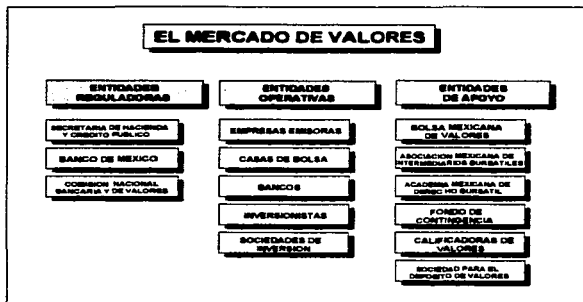 EL MERCADO DE VALORES
ENTIDADES
REGULADORAS
SECRETARIA DE HACIENDA
Y CREDITO PUBLICO
BANCO DE MEXICO
COMISION NACIONAL
BANCARIA Y DE VALORES
ENTIDADES
OPERATIVAS
EMPRESAS EMISORAS
CASAS DE BOLSA
BANCOS
INVERSIONISTAS
SOCIEDADES DE
INVERSION
ENTIDADES
DE APOYO
BOLSA MEXICANA
DE VALORES
ASOCIACION MEXICANA DE
INTERMEDIARIOS BURSATILES
ACADEMIA MEXICANA DE
DERECHO BURSATIL
FONDO DE
CONTINGENCIA
CALIFICADORAS DE
VALORES
SOCIEDAD PARA EL
DEPOSITO DE VALORES